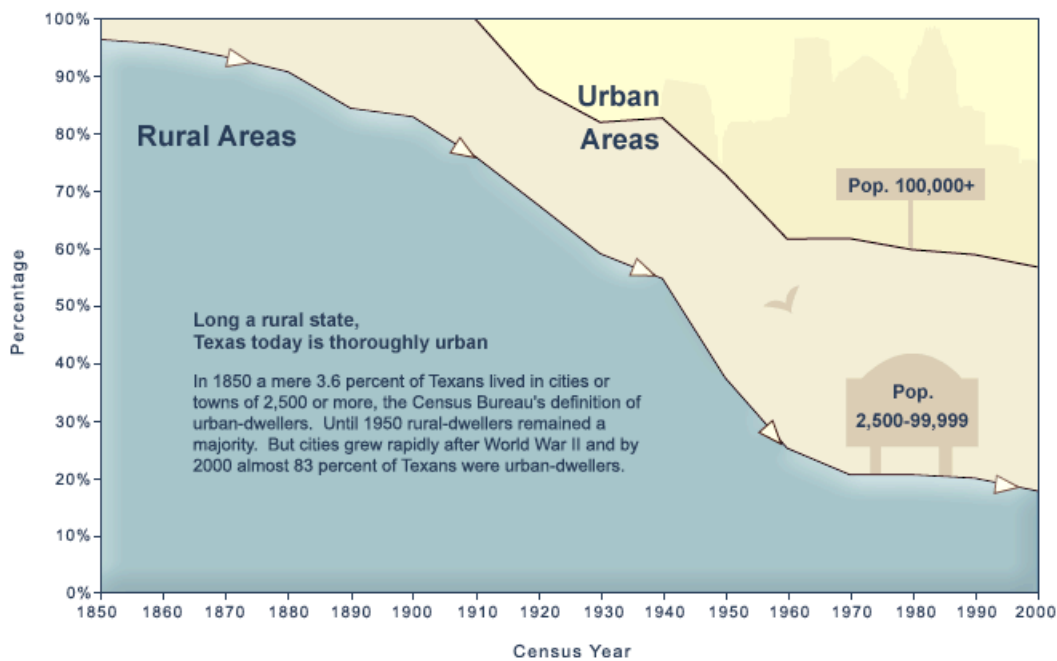 100%
90%
80%
70%
60%
50%
40%
30%
20%
10%
0%
Percentage
Rural Areas
Urban
Areas
Pop. 100,000+
Pop.
2,500-99,999
Long a rural state,
Texas today is thoroughly urban
In 1850 a mere 3.6 percent of Texans lived in cities or
towns of 2,500 or more, the Census Bureau's definition of
urban-dwellers.  Until 1950 rural-dwellers remained a
majority.  But cities grew rapidly after World War II and by
2000 almost 83 percent of Texans were urban-dwellers.
1850 1860 1870 1880 1890 1900 1910 1920 1930 1940 1950 1960 1970 1980 1990 2000
Census Year